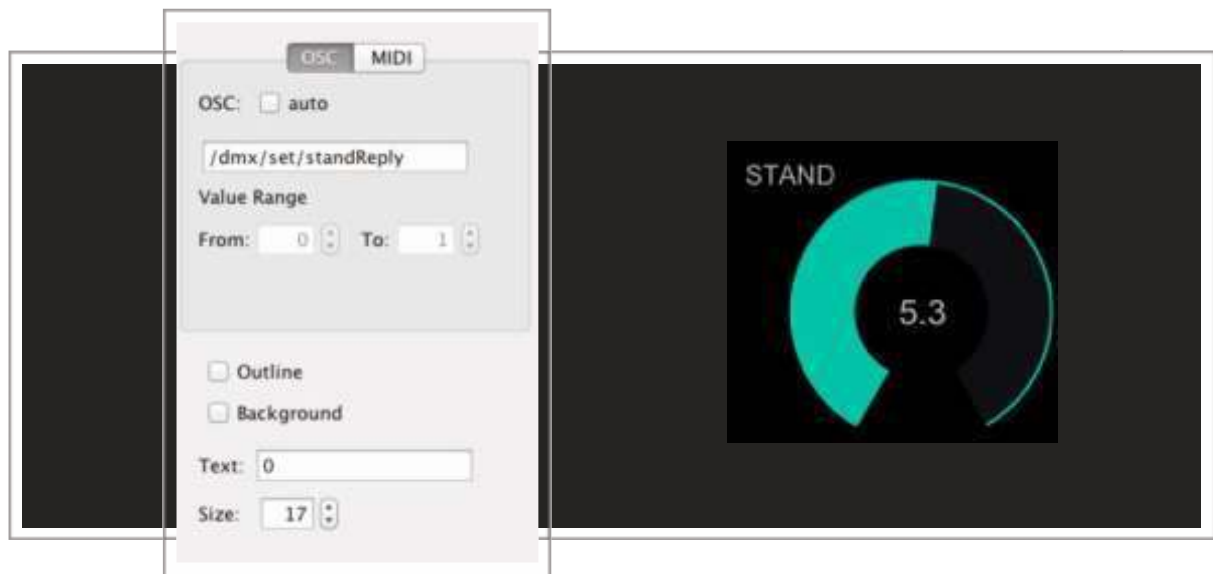 OSC MIDI
OSC: auto
/dmx/set/standReply
Value Range
From: 0 To: 1
Outline
Background
Text: 0
Size: 17
STAND
5.3